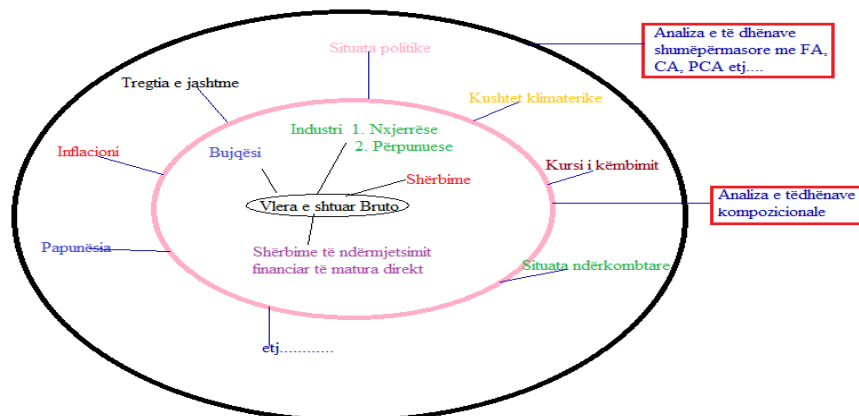 Situata politike
Analiza e të dhënave
shumëpërmasore me FA,
CA, PCA etj....
Tregtia e jashtme
Kushtet klimaterike
Industri 1. Nxjerrëse
2. Përpunuese
Inflacioni
Bujqësi
Kursi i këmbimit
Shërbime
Vlera e shtuar Bruto
Analiza e tëdhënave
kompozicionale
Papunësia
Shërbime të ndërmjetsimit
financiar të matura direkt
Situata ndërkombtare
etj............